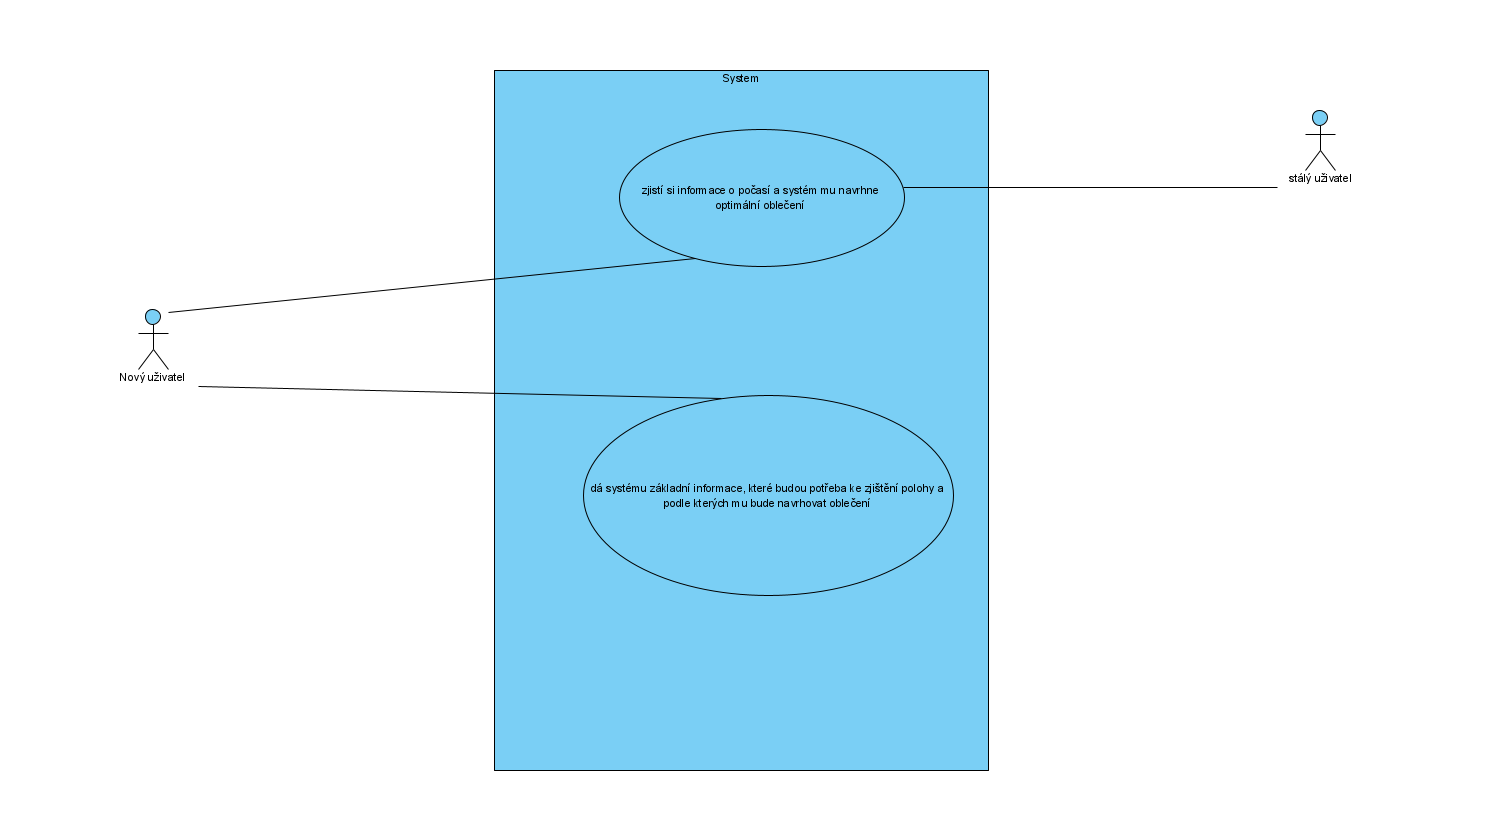 System
zjistí si informace o počasí a systém mu navrhne
optimální oblečení
stálý uživatel
Nový uživatel
dá systému základní informace, které budou potřeba ke zjištění polohy a
podle kterých mu bude navrhovat oblečení